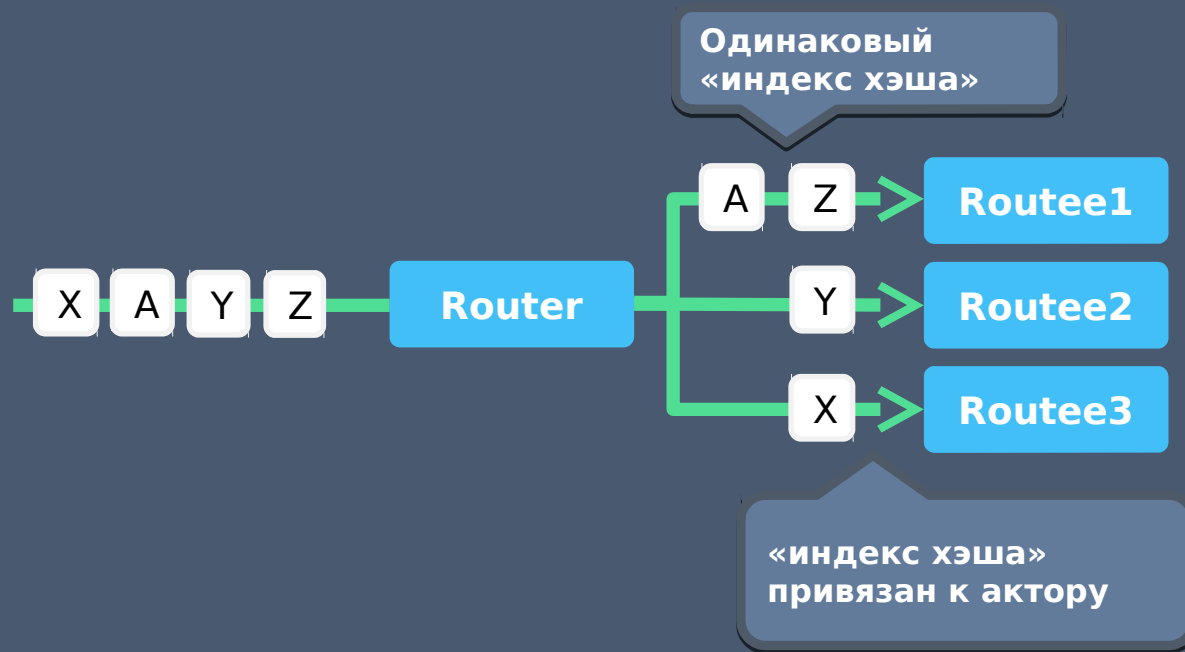 Одинаковый
«индекс хэша»
A Z Routee1
X A Y Z Router Y Routee2
X Routee3
«индекс хэша»
привязан к актору